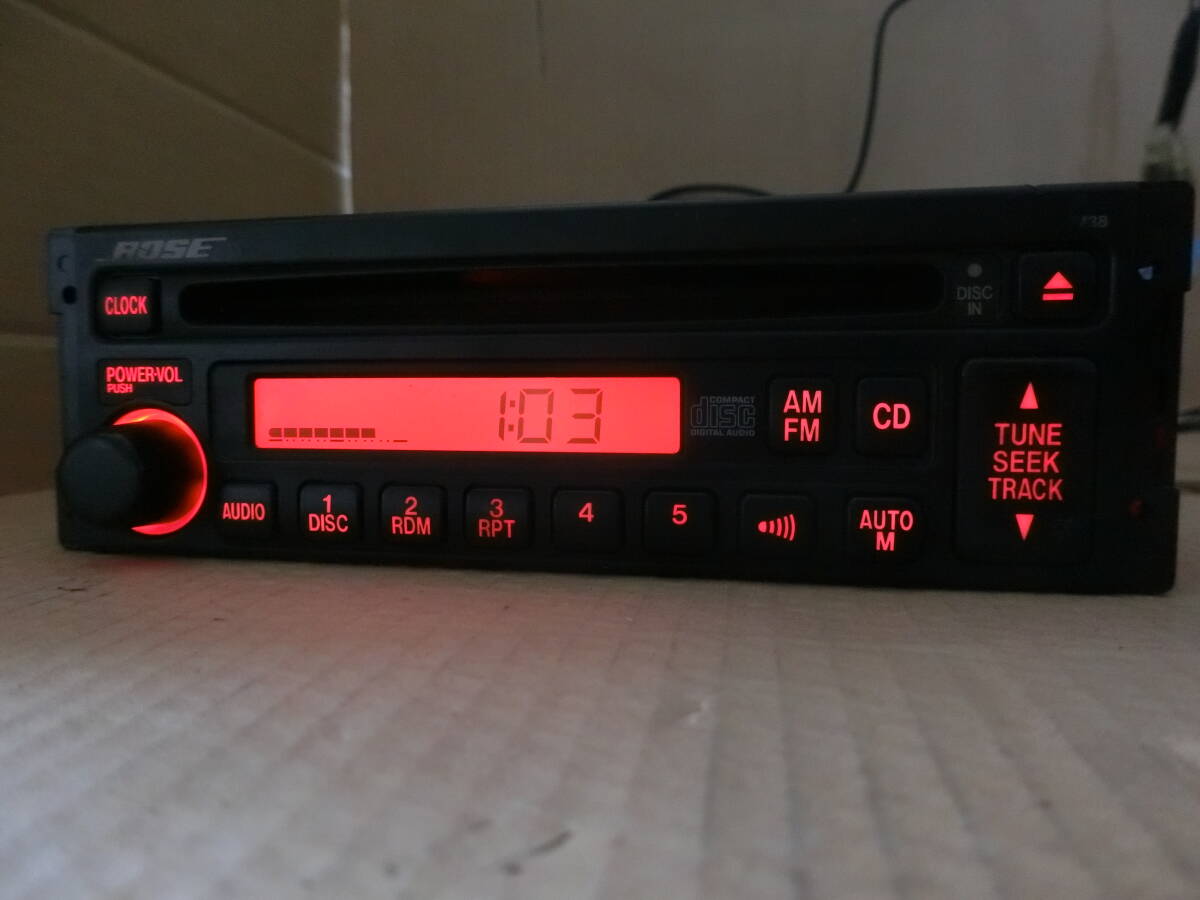 BOSE
CLOCK
DISC
IN
POWER•VOL
PUSH
1:03
COMPACT
disc
DIGITAL AUDIO
AM
FM
CD
TUNE
SEEK
TRACK
AUDIO
1
DISC
2
RDM
3
RPT
4
5
AUTO
M